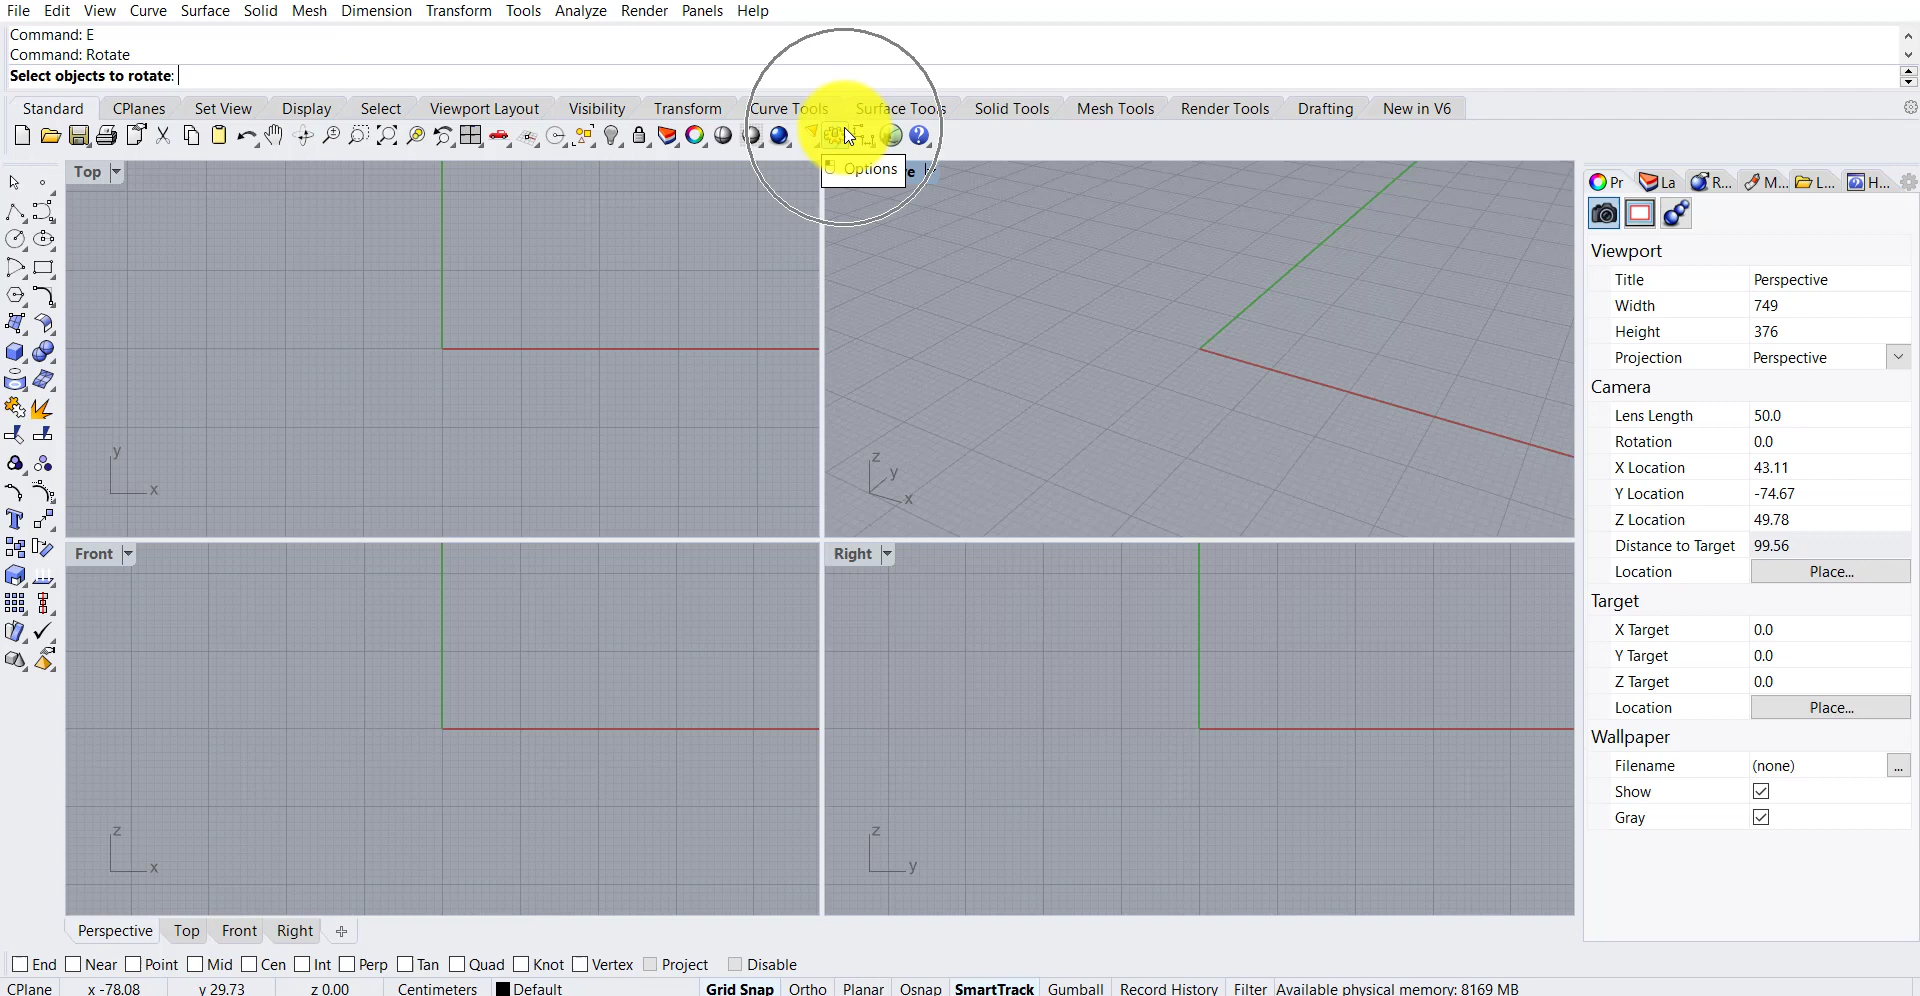 File Edit View Curve Surface Solid Mesh Dimension Transform Tools Analyze Render Panels Help
Command: E
Command: Rotate
Select objects to rotate:
Standard CPlanes Set View Display Select Viewport Layout Visibility Transform Curve Tools Surface Tools Solid Tools Mesh Tools Render Tools Drafting New in V6
Options
Top
Pr La R... M... L... H...
Viewport
Title Perspective
Width 749
Height 376
Projection Perspective
Camera
Lens Length 50.0
Rotation 0.0
X Location 43.11
Y Location -74.67
Z Location 49.78
Distance to Target 99.56
Location Place...
Target
X Target 0.0
Y Target 0.0
Z Target 0.0
Location Place...
Wallpaper
Filename (none) ...
Show
Gray
y
x
z
y
x
Front
Right
z
x
z
y
Perspective Top Front Right
End Near Point Mid Cen Int Perp Tan Quad Knot Vertex Project Disable
CPlane x -78.08 y 29.73 z 0.00 Centimeters Default Grid Snap Ortho Planar Osnap SmartTrack Gumball Record History Filter Available physical memory: 8169 MB